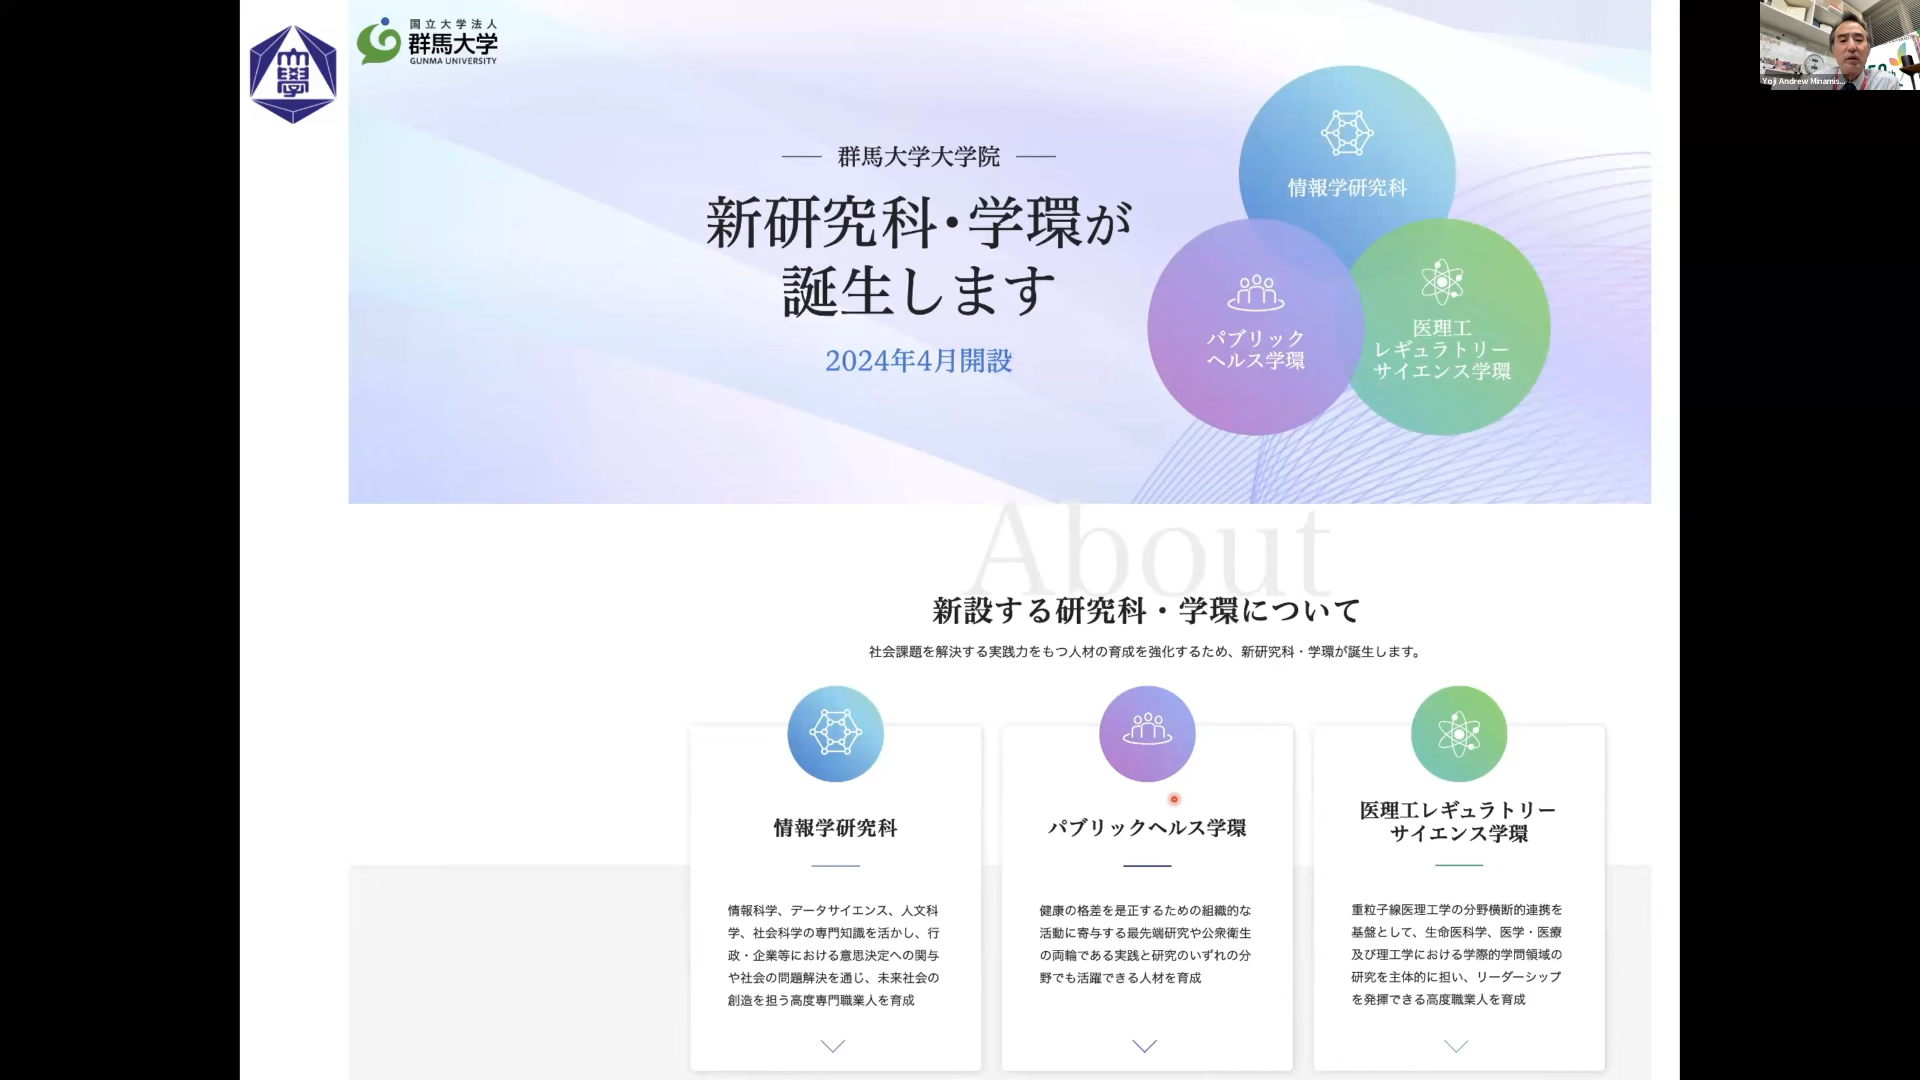 大學
国立大学法人
群馬大学
GUNMA UNIVERSITY
群馬大学大学院
新研究科・学環が
誕生します
2024年4月開設
情報学研究科
パブリック
ヘルス学環
医理工
レギュラトリー
サイエンス学環
About
新設する研究科・学環について
社会課題を解決する実践力をもつ人材の育成を強化するため、新研究科・学環が誕生します。
情報学研究科
情報科学、データサイエンス、人文科
学、社会科学の専門知識を活かし、行
政・企業等における意思決定への関与
や社会の問題解決を通じ、未来社会の
創造を担う高度専門職業人を育成
パブリックヘルス学環
健康の格差を是正するための組織的な
活動に寄与する最先端研究や公衆衛生
の両輪である実践と研究のいずれの分
野でも活躍できる人材を育成
医理工レギュラトリー
サイエンス学環
重粒子線医理工学の分野横断的連携を
基盤として、生命医科学、医学・医療
及び理工学における学際的学問領域の
研究を主体的に担い、リーダーシップ
を発揮できる高度職業人を育成
Yoji Andrew Minamis...